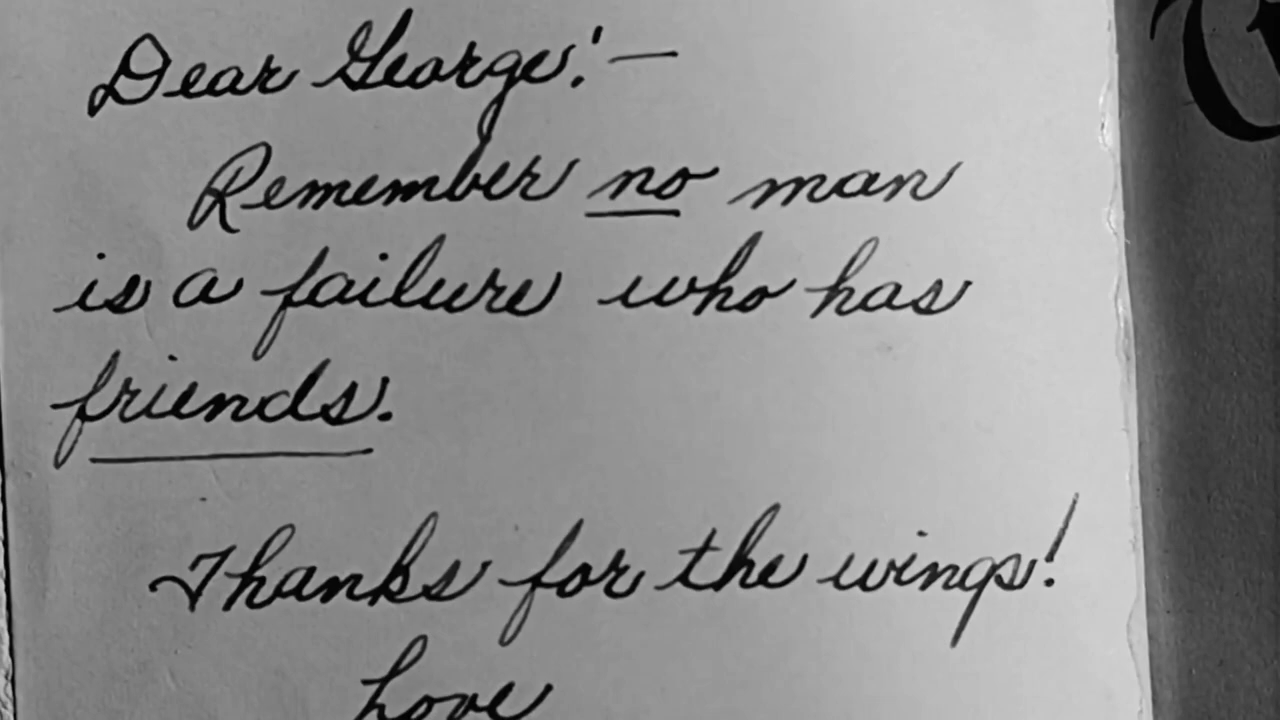 Dear George:! —
Remember no man
is a failure who has
friends.
Thanks for the wings!
Love